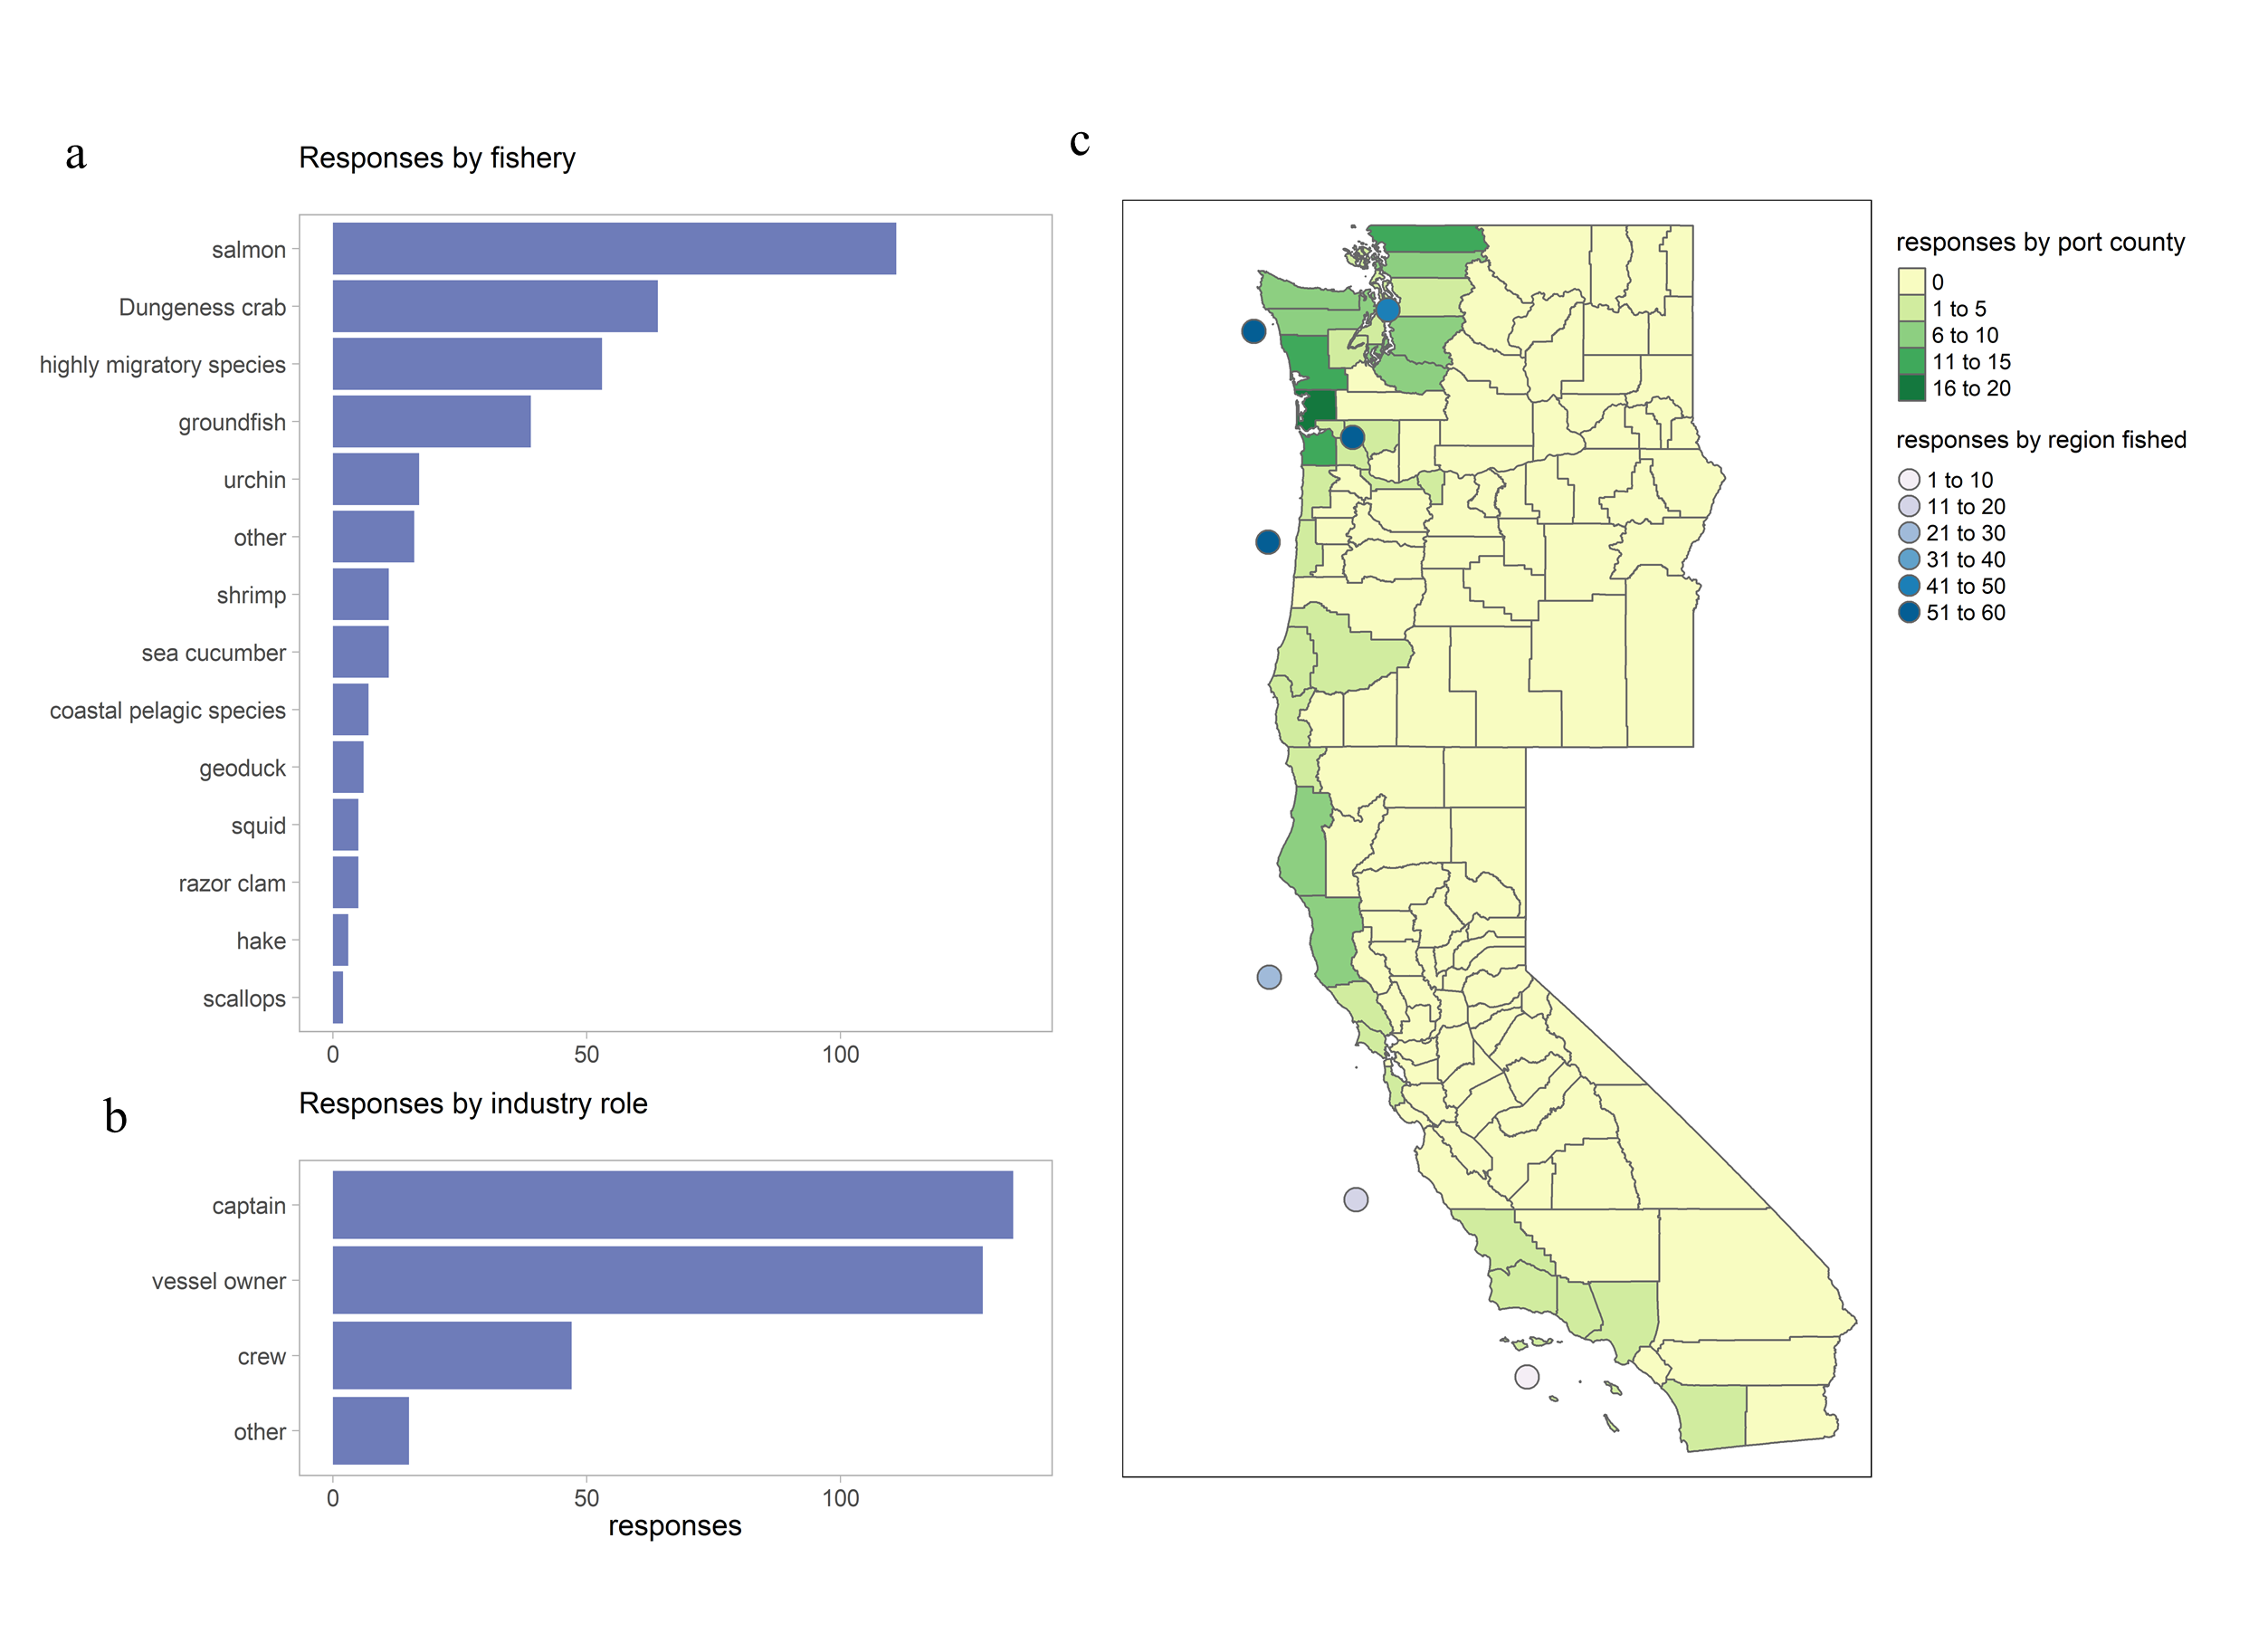 a
Responses by fishery
salmon
Dungeness crab
highly migratory species
groundfish
urchin
other
shrimp
sea cucumber
coastal pelagic species
geoduck
squid
razor clam
hake
scallops
0 50 100
b
Responses by industry role
captain
vessel owner
crew
other
0 50 100
responses
c
responses by port county
0
1 to 5
6 to 10
11 to 15
16 to 20
responses by region fished
1 to 10
11 to 20
21 to 30
31 to 40
41 to 50
51 to 60